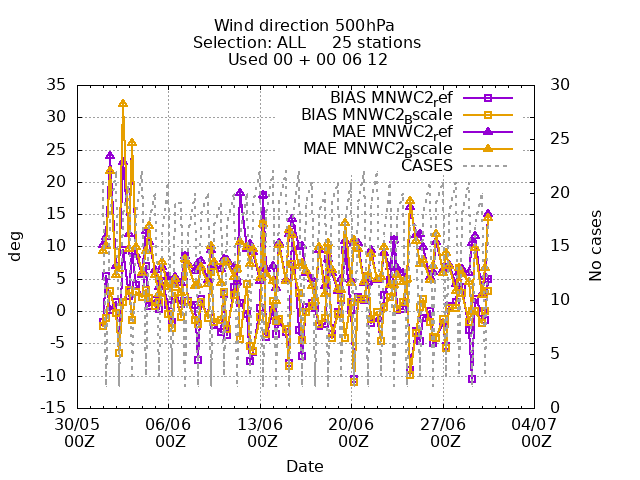 Wind direction 500hPa
Selection: ALL     25 stations
Used 00 + 00 06 12
BIAS MNWC2_ref
BIAS MNWC2_Bscale
MAE MNWC2_ref
MAE MNWC2_Bscale
CASES
35
30
25
20
15
10
5
0
-5
-10
-15
deg
30
25
20
15
10
5
0
No cases
30/05 06/06 13/06 20/06 27/06 04/07
00Z 00Z 00Z 00Z 00Z 00Z
Date